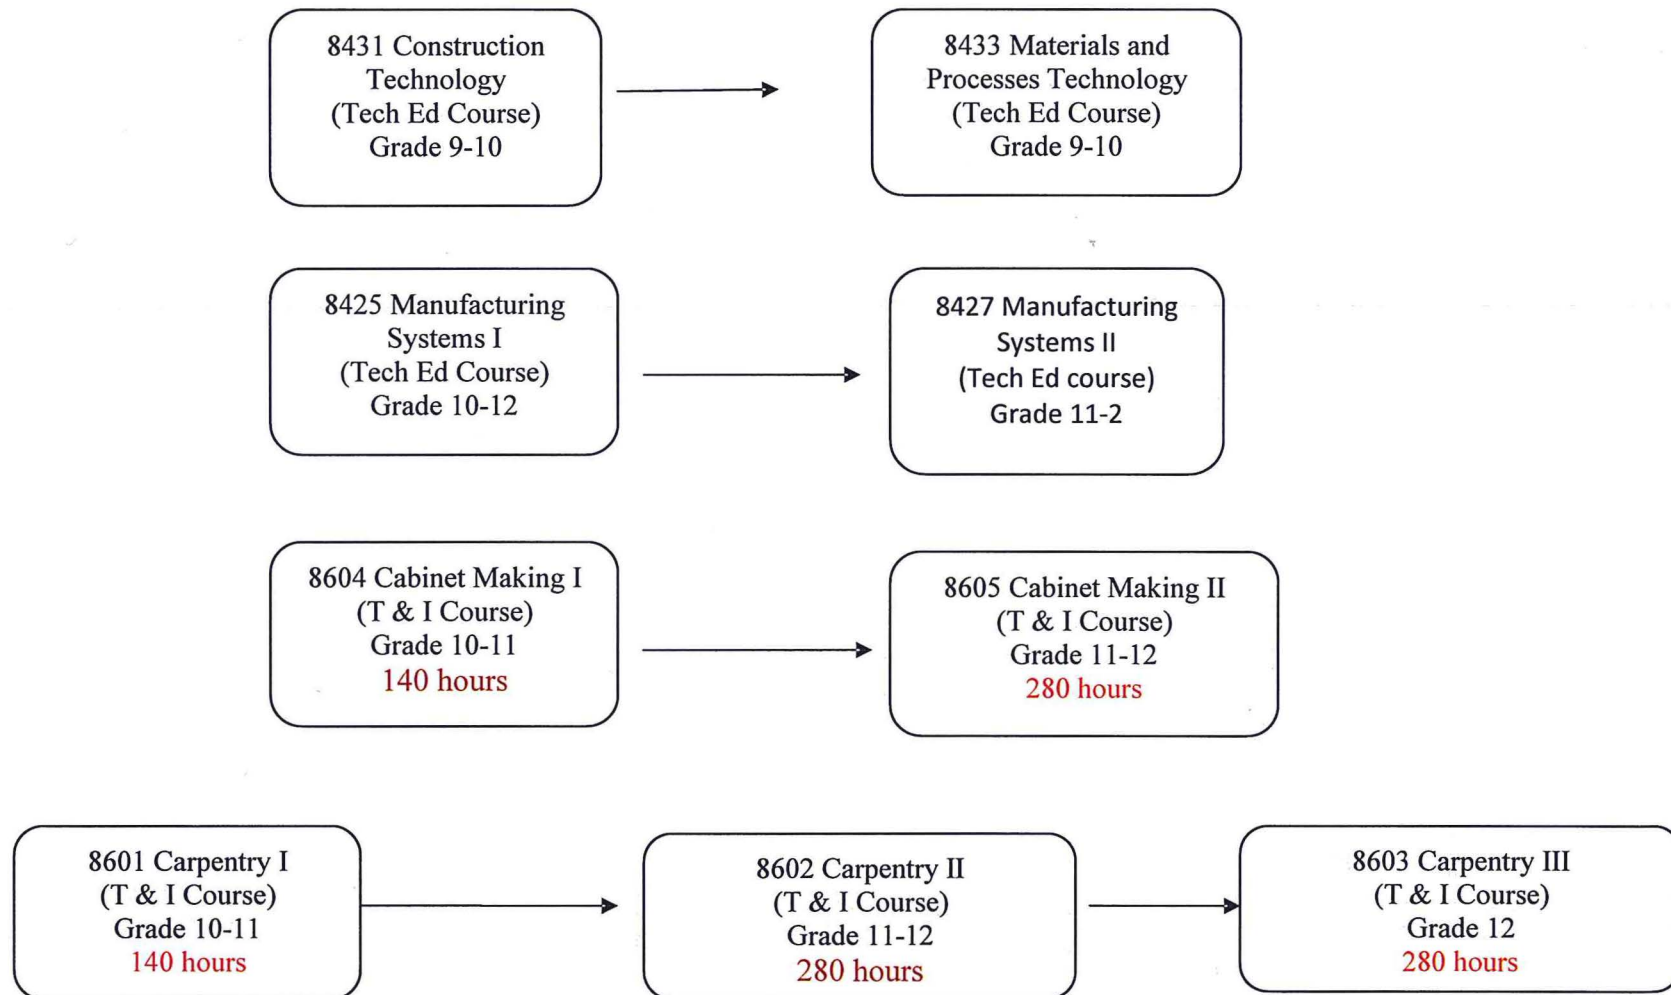 8431 Construction
Technology
(Tech Ed Course)
Grade 9-10
8433 Materials and
Processes Technology
(Tech Ed Course)
Grade 9-10
8425 Manufacturing
Systems I
(Tech Ed Course)
Grade 10-12
8427 Manufacturing
Systems II
(Tech Ed course)
Grade 11-2
8604 Cabinet Making I
(T & I Course)
Grade 10-11
140 hours
8605 Cabinet Making II
(T & I Course)
Grade 11-12
280 hours
8601 Carpentry I
(T & I Course)
Grade 10-11
140 hours
8602 Carpentry II
(T & I Course)
Grade 11-12
280 hours
8603 Carpentry III
(T & I Course)
Grade 12
280 hours